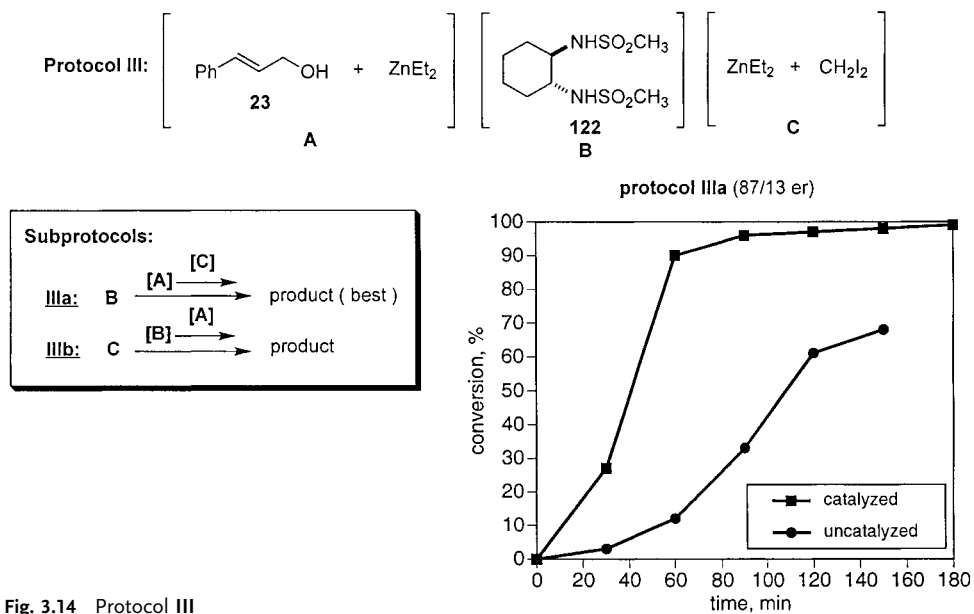 Protocol III:
Ph
OH
+
ZnEt2
23
A
NHSO2CH3
NHSO2CH3
122
B
ZnEt2 + CH2I2
C
Subprotocols:
[C]
IIIa: B [A] product ( best )
[A]
IIIb: C [B] product
protocol IIIa (87/13 er)
conversion, %
100
90
80
70
60
50
40
30
20
10
0
catalyzed
uncatalyzed
0 20 40 60 80 100 120 140 160 180
time, min
Fig. 3.14 Protocol III